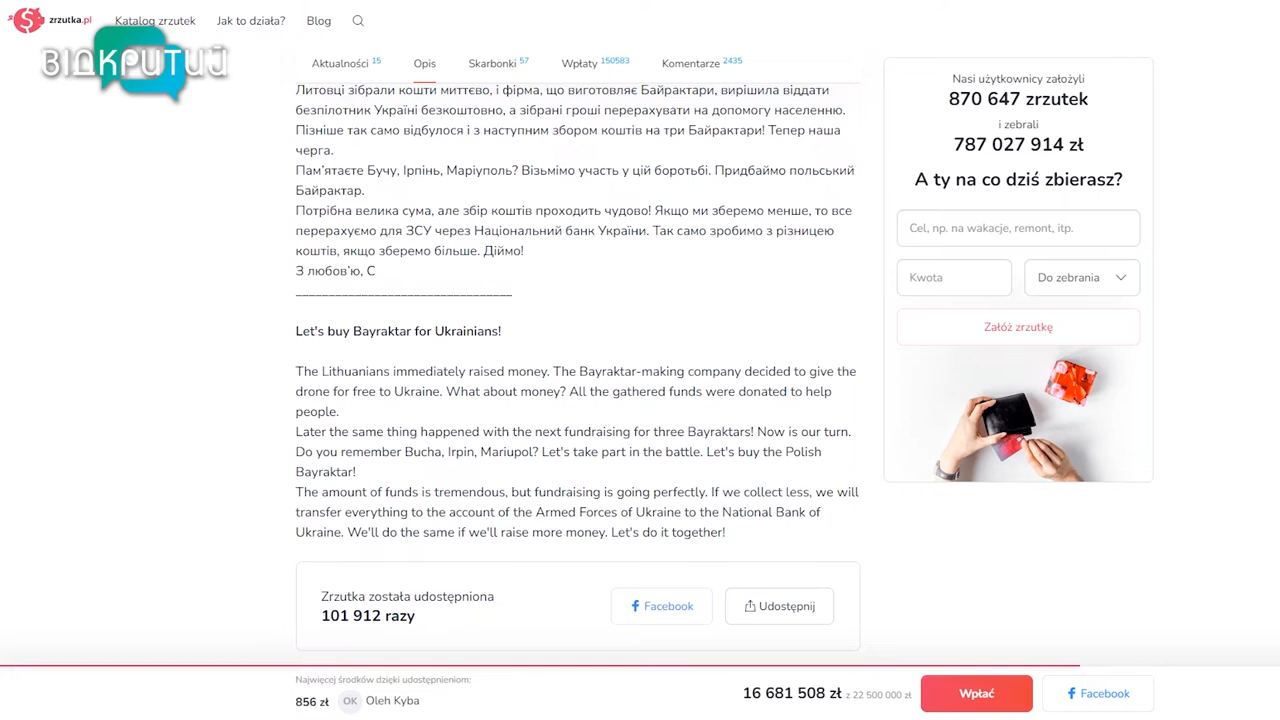 zrzutka.pl
Katalog zrzutek
Jak to działa?
Blog
ВІДКРИТИЙ
Aktualności 15
Opis
Skarbonki 57
Wpłaty 150583
Komentarze 2435
Литовці зібрали кошти миттєво, і фірма, що виготовляє Байрактари, вирішила віддати
безпілотник Україні безкоштовно, а зібрані гроші перерахувати на допомогу населенню.
Пізніше так само відбулося і з наступним збором коштів на три Байрактари! Тепер наша
черга.
Пам'ятаєте Бучу, Ірпінь, Маріуполь? Візьмімо участь у цій боротьбі. Придбаймо польський
Байрактар.
Потрібна велика сума, але збір коштів проходить чудово! Якщо ми зберемо менше, то все
перерахуємо для ЗСУ через Національний банк України. Так само зробимо з різницею
коштів, якщо зберемо більше. Діймо!
З любов'ю, С
_________________________________
Let's buy Bayraktar for Ukrainians!
The Lithuanians immediately raised money. The Bayraktar-making company decided to give the
drone for free to Ukraine. What about money? All the gathered funds were donated to help
people.
Later the same thing happened with the next fundraising for three Bayraktars! Now is our turn.
Do you remember Bucha, Irpin, Mariupol? Let's take part in the battle. Let's buy the Polish
Bayraktar!
The amount of funds is tremendous, but fundraising is going perfectly. If we collect less, we will
transfer everything to the account of the Armed Forces of Ukraine to the National Bank of
Ukraine. We'll do the same if we'll raise more money. Let's do it together!
Zrzutka została udostępniona
101 912 razy
Facebook
Udostępnij
Nasi użytkownicy założyli
870 647 zrzutek
i zebrali
787 027 914 zł
A ty na co dziś zbierasz?
Cel, np. na wakacje, remont, itp.
Kwota
Do zebrania
Załóż zrzutkę
Najwięcej środków dzięki udostępnieniom:
856 zł OK Oleh Kyba
16 681 508 zł z 22 500 000 zł
Wpłać
Facebook